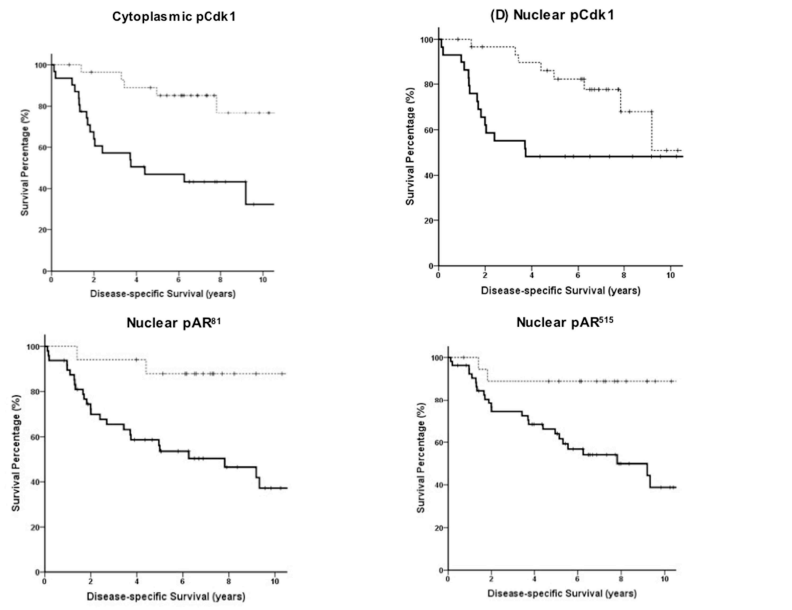 Cytoplasmic pCdk1
100
80
60
40
20
0
Survival Percentage (%)
0 2 4 6 8 10
Disease-specific Survival (years)
(D) Nuclear pCdk1
100
80
60
40
20
0
Survival Percentage (%)
0 2 4 6 8 10
Disease-specific Survival (years)
Nuclear pAR81
100
80
60
40
20
0
Survival Percentage (%)
0 2 4 6 8 10
Disease-specific Survival (years)
Nuclear pAR515
100
80
60
40
20
0
Survival Percentage (%)
0 2 4 6 8 10
Disease-specific Survival (years)